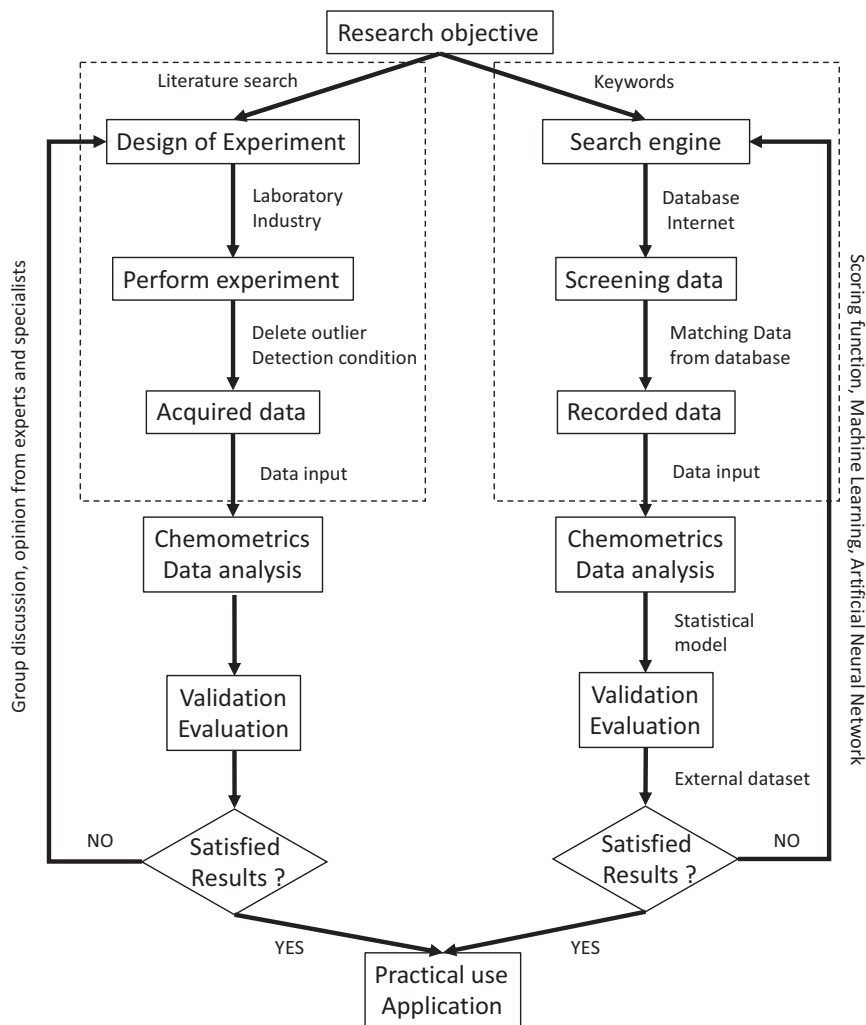 Research objective
Literature search
Keywords
Design of Experiment
Search engine
Laboratory
Industry
Database
Internet
Perform experiment
Screening data
Delete outlier
Detection condition
Matching Data
from database
Acquired data
Recorded data
Data input
Data input
Chemometrics
Data analysis
Chemometrics
Data analysis
Statistical
model
Validation
Evaluation
Validation
Evaluation
External dataset
Satisfied
Results ?
Satisfied
Results ?
NO
NO
YES
YES
Practical use
Application
Group discussion, opinion from experts and specialists
Scoring function, Machine Learning, Artificial Neural Network